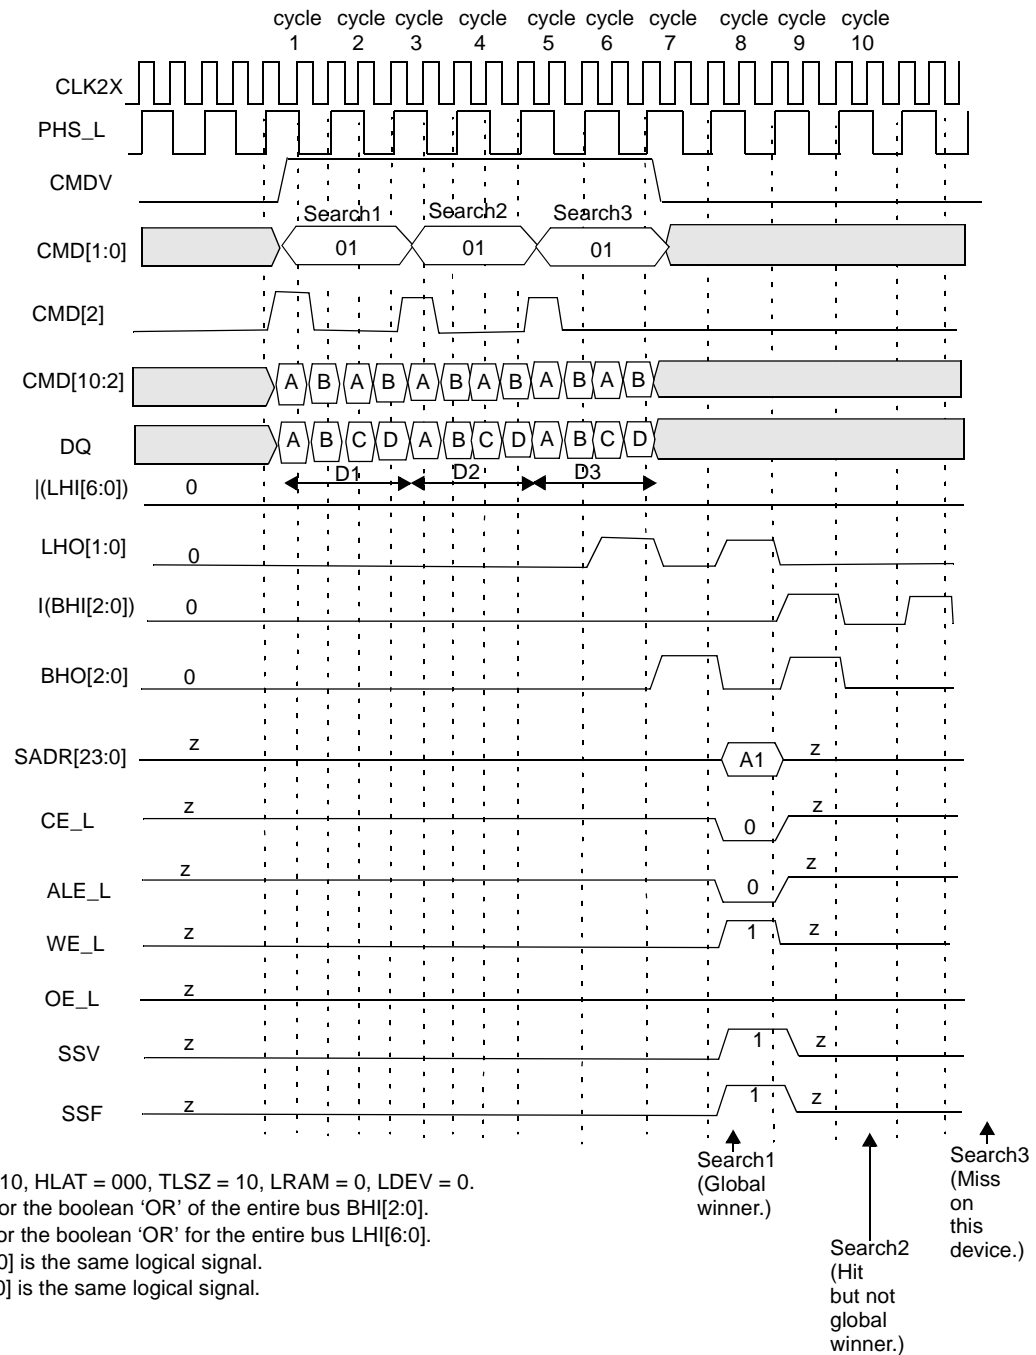 cycle cycle cycle cycle cycle cycle cycle cycle cycle cycle
1 2 3 4 5 6 7 8 9 10
CLK2X
PHS_L
CMDV
Search1 Search2 Search3
CMD[1:0] 01 01 01
CMD[2]
CMD[10:2] A B A B A B A B A B A B
DQ A B C D A B C D A B C D
D1 D2 D3
|(LHI[6:0]) 0
LHO[1:0] 0
I(BHI[2:0]) 0
BHO[2:0] 0
SADR[23:0] z A1 z
CE_L z 0 z
ALE_L z 0 z
WE_L z 1 z
OE_L z
SSV z 1 z
SSF z 1 z
Search1
(Global
winner.)
Search2
(Hit
but not
global
winner.)
Search3
(Miss
on
this
device.)
10, HLAT = 000, TLSZ = 10, LRAM = 0, LDEV = 0.
or the boolean ‘OR’ of the entire bus BHI[2:0].
or the boolean ‘OR’ for the entire bus LHI[6:0].
0] is the same logical signal.
0] is the same logical signal.